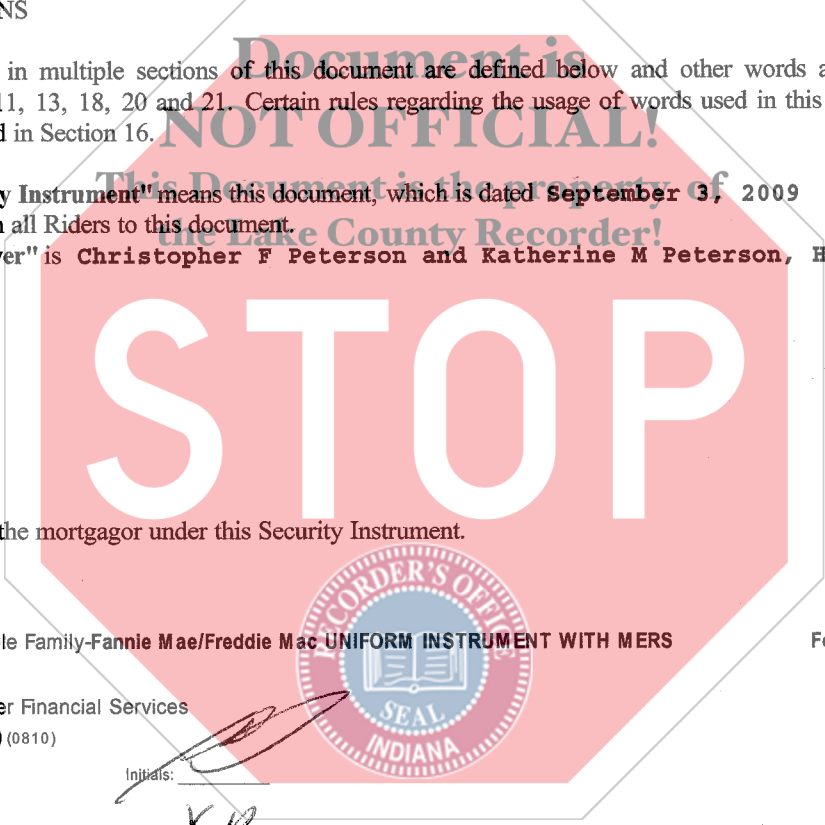 NS
Document is
in multiple sections of this document are defined below and other words a
11, 13, 18, 20 and 21. Certain rules regarding the usage of words used in this
d in Section 16.
NOT OFFICIAL!
This Document is the property of
y Instrument" means this document, which is dated September 3, 2009
all Riders to this document.
the Lake County Recorder!
er" is Christopher F Peterson and Katherine M Peterson, H
STOP
the mortgagor under this Security Instrument.
RECORDER'S OFFICE
le Family-Fannie Mae/Freddie Mac UNIFORM INSTRUMENT WITH MERS
er Financial Services
SEAL
INDIANA
(0810)
Initials: